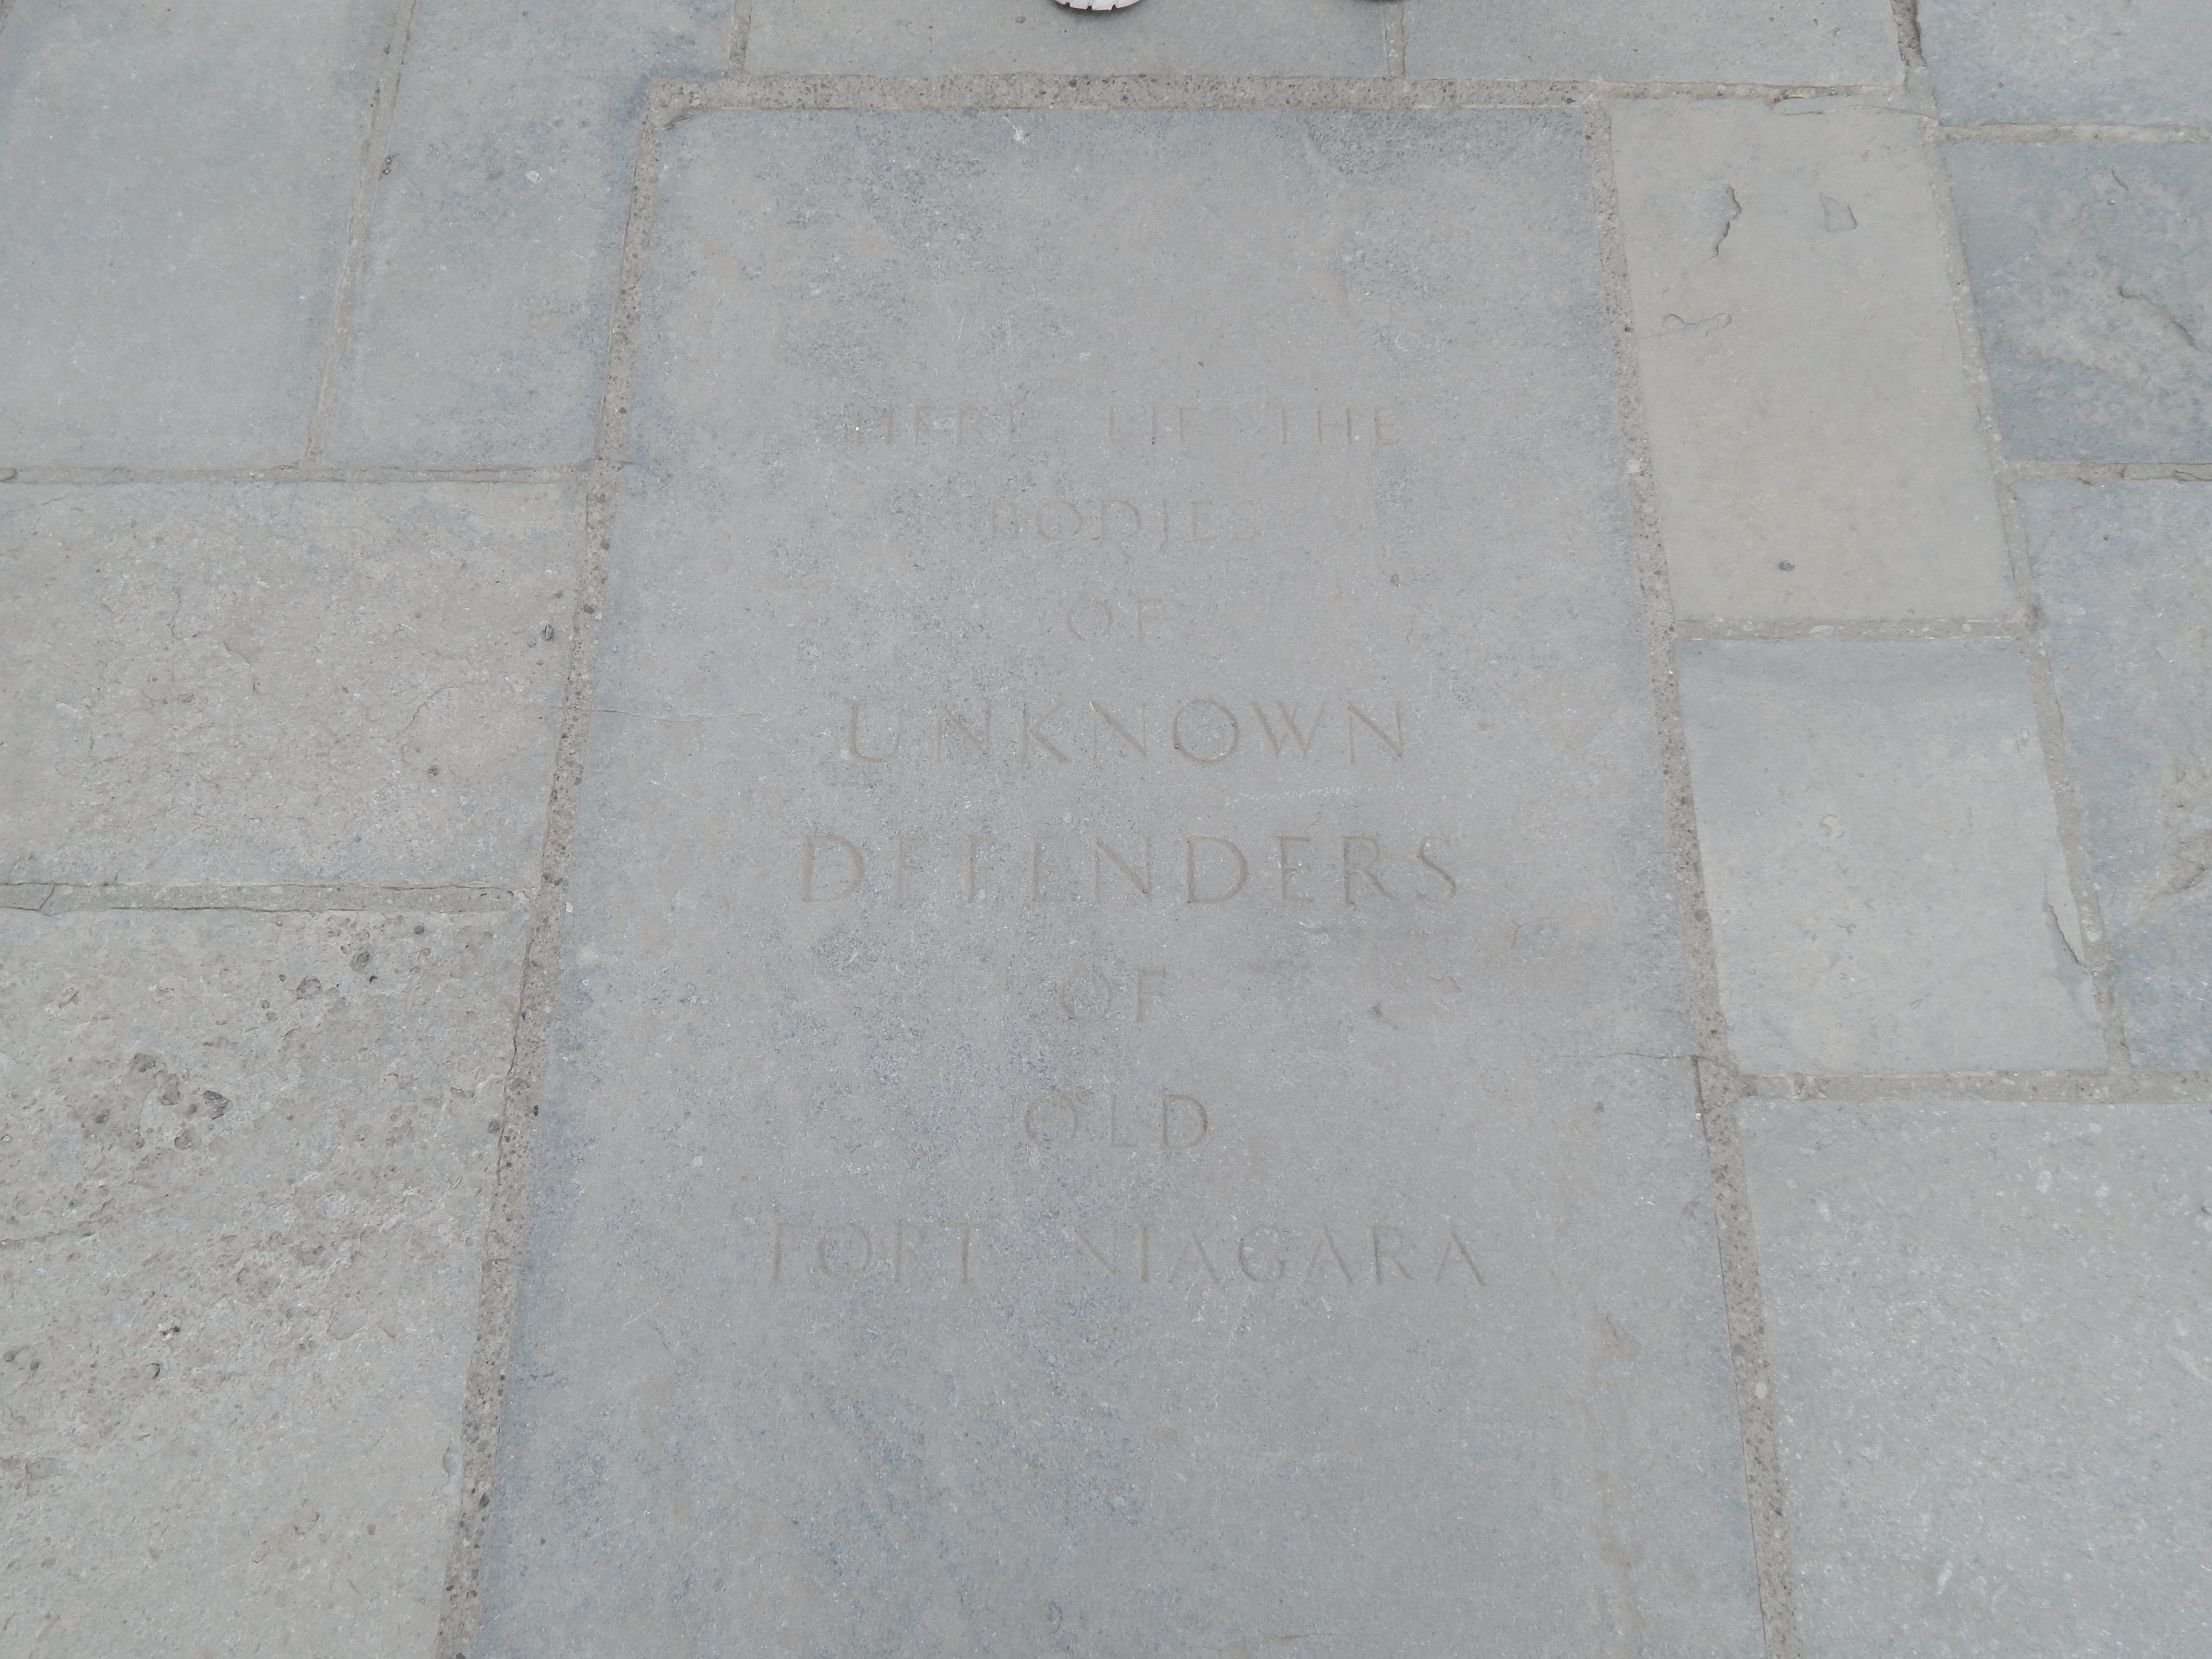 HERE LIE THE
BODIES
OF
UNKNOWN
DEFENDERS
OF
OLD
FORT NIAGARA